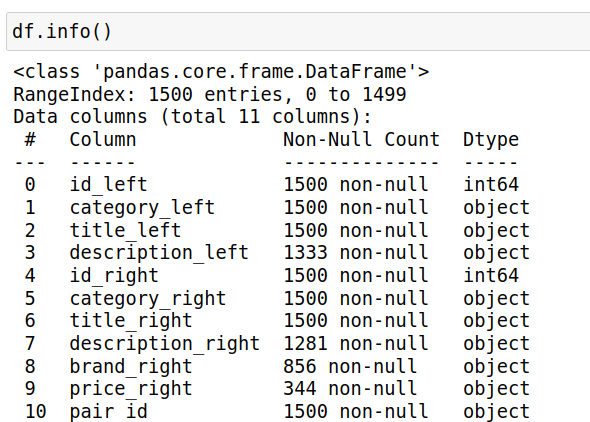 df.info()
<class 'pandas.core.frame.DataFrame'>
RangeIndex: 1500 entries, 0 to 1499
Data columns (total 11 columns):
 #   Column             Non-Null Count  Dtype
---  ------             --------------  -----
 0   id_left            1500 non-null   int64
 1   category_left      1500 non-null   object
 2   title_left         1500 non-null   object
 3   description_left   1333 non-null   object
 4   id_right           1500 non-null   int64
 5   category_right     1500 non-null   object
 6   title_right        1500 non-null   object
 7   description_right  1281 non-null   object
 8   brand_right        856 non-null    object
 9   price_right        344 non-null    object
 10  pair id            1500 non-null   object